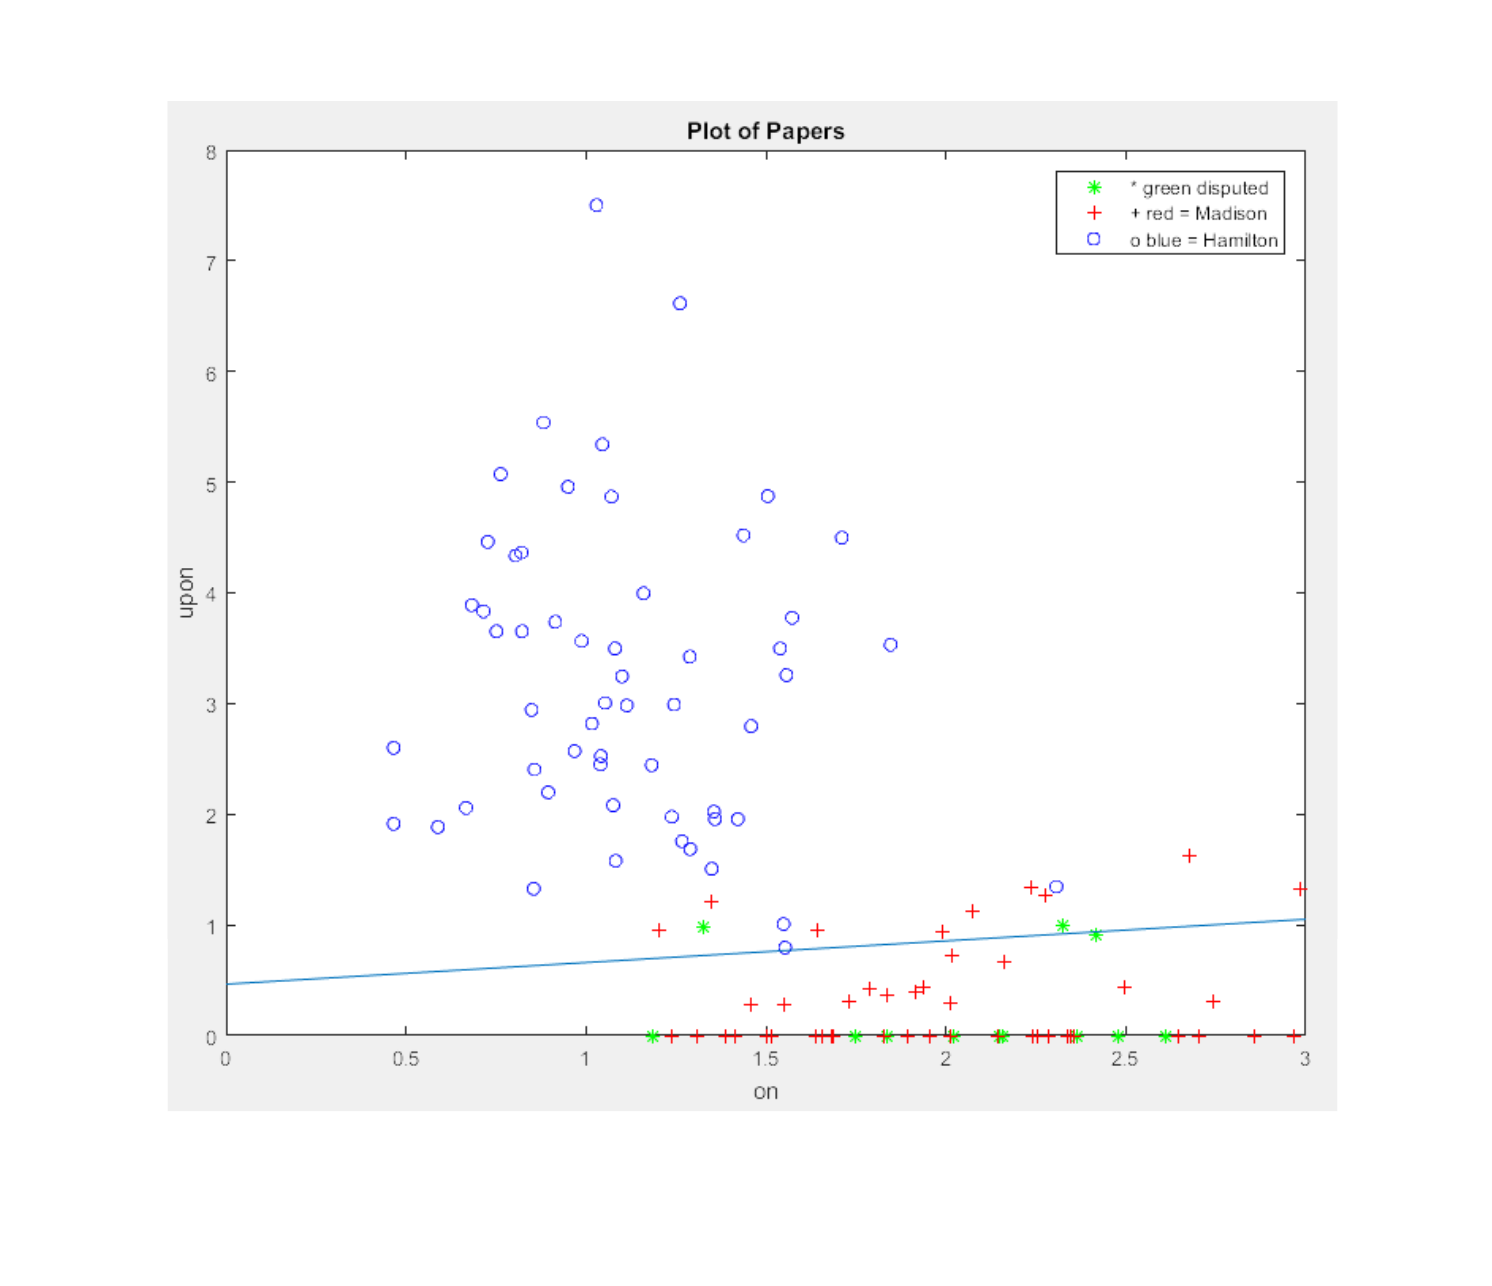 Plot of Papers
* green disputed
+ red = Madison
o blue = Hamilton
8
7
6
5
4
3
2
1
0
upon
0 0.5 1 1.5 2 2.5 3
on